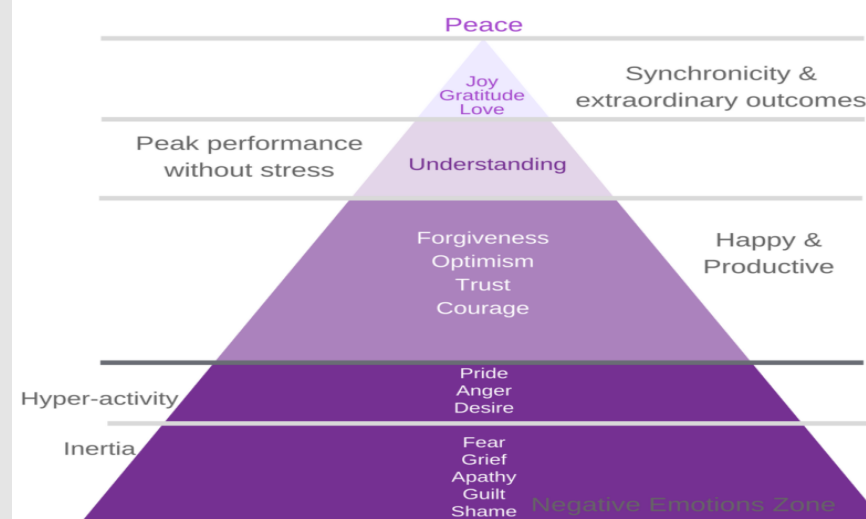 Peace
Joy
Gratitude
Love
Synchronicity &
extraordinary outcomes
Peak performance
without stress
Understanding
Forgiveness
Optimism
Trust
Courage
Happy &
Productive
Hyper-activity
Pride
Anger
Desire
Inertia
Fear
Grief
Apathy
Guilt
Shame
Negative Emotions Zone